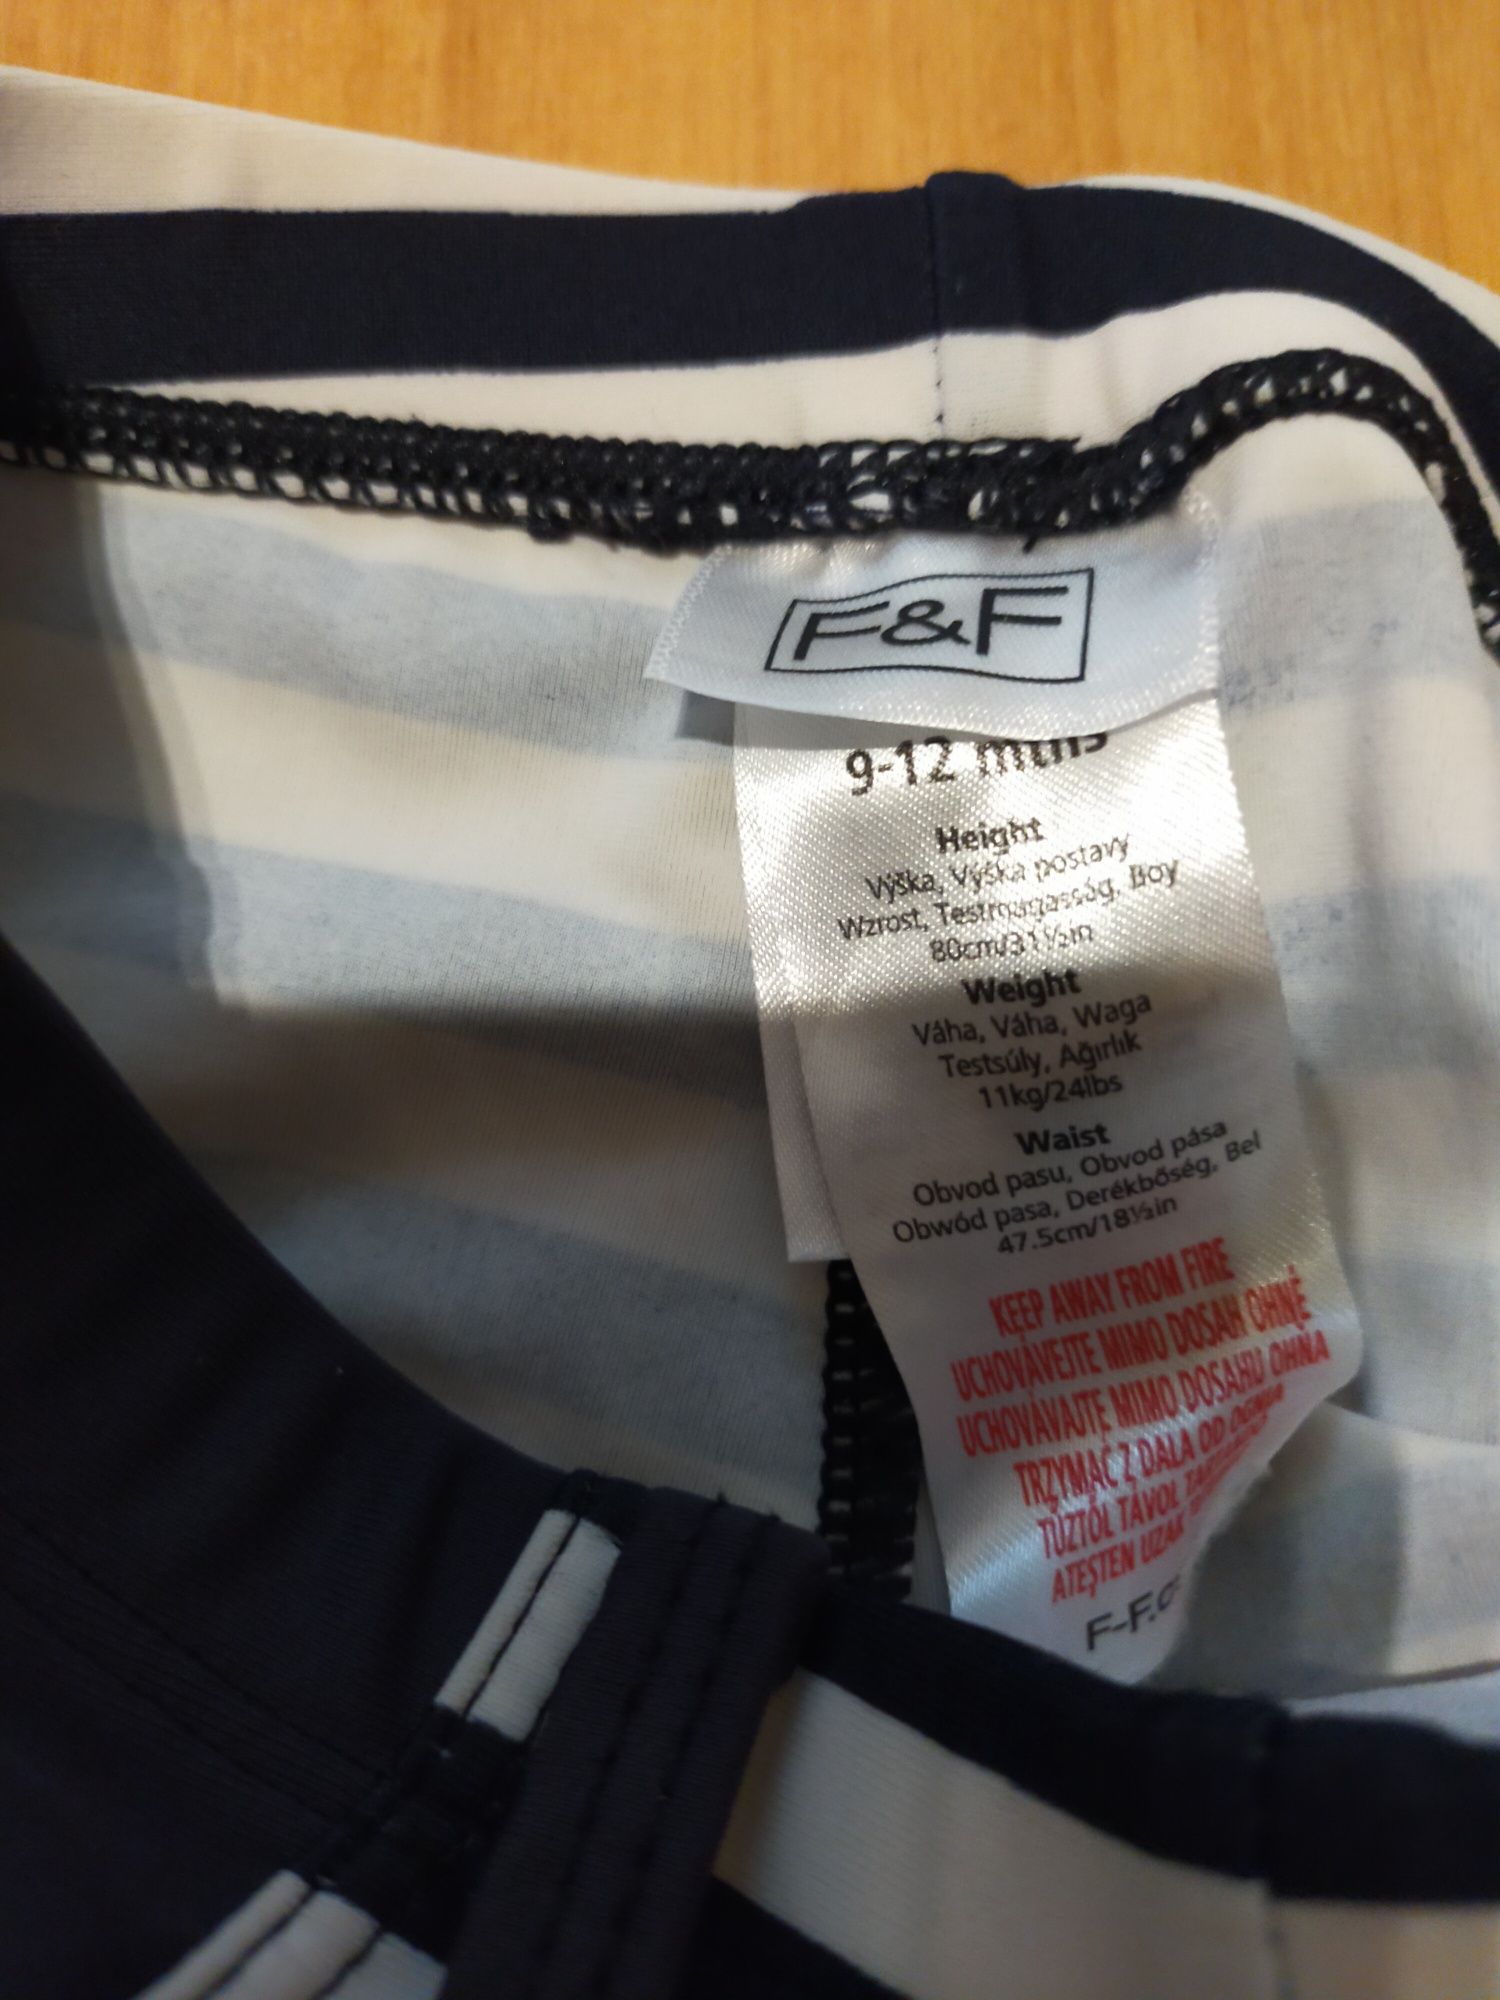 F&F
9-12 mths
Height
Výška, Výška postavy
Wzrost, Testmagasság, Boy
80cm/31½in
Weight
Váha, Váha, Waga
Testsúly, Ağırlık
11kg/24lbs
Waist
Obvod pasu, Obvod pása
Obwód pasa, Derékbőség, Bel
47.5cm/18½in
KEEP AWAY FROM FIRE
UCHOVÁVEJTE MIMO DOSAH OHNĚ
UCHOVÁVAJTE MIMO DOSAHU OHŇA
TRZYMAĆ Z DALA OD OGNIA
TŰZTŐL TÁVOL
ATEŞTEN UZAK
F-F.c